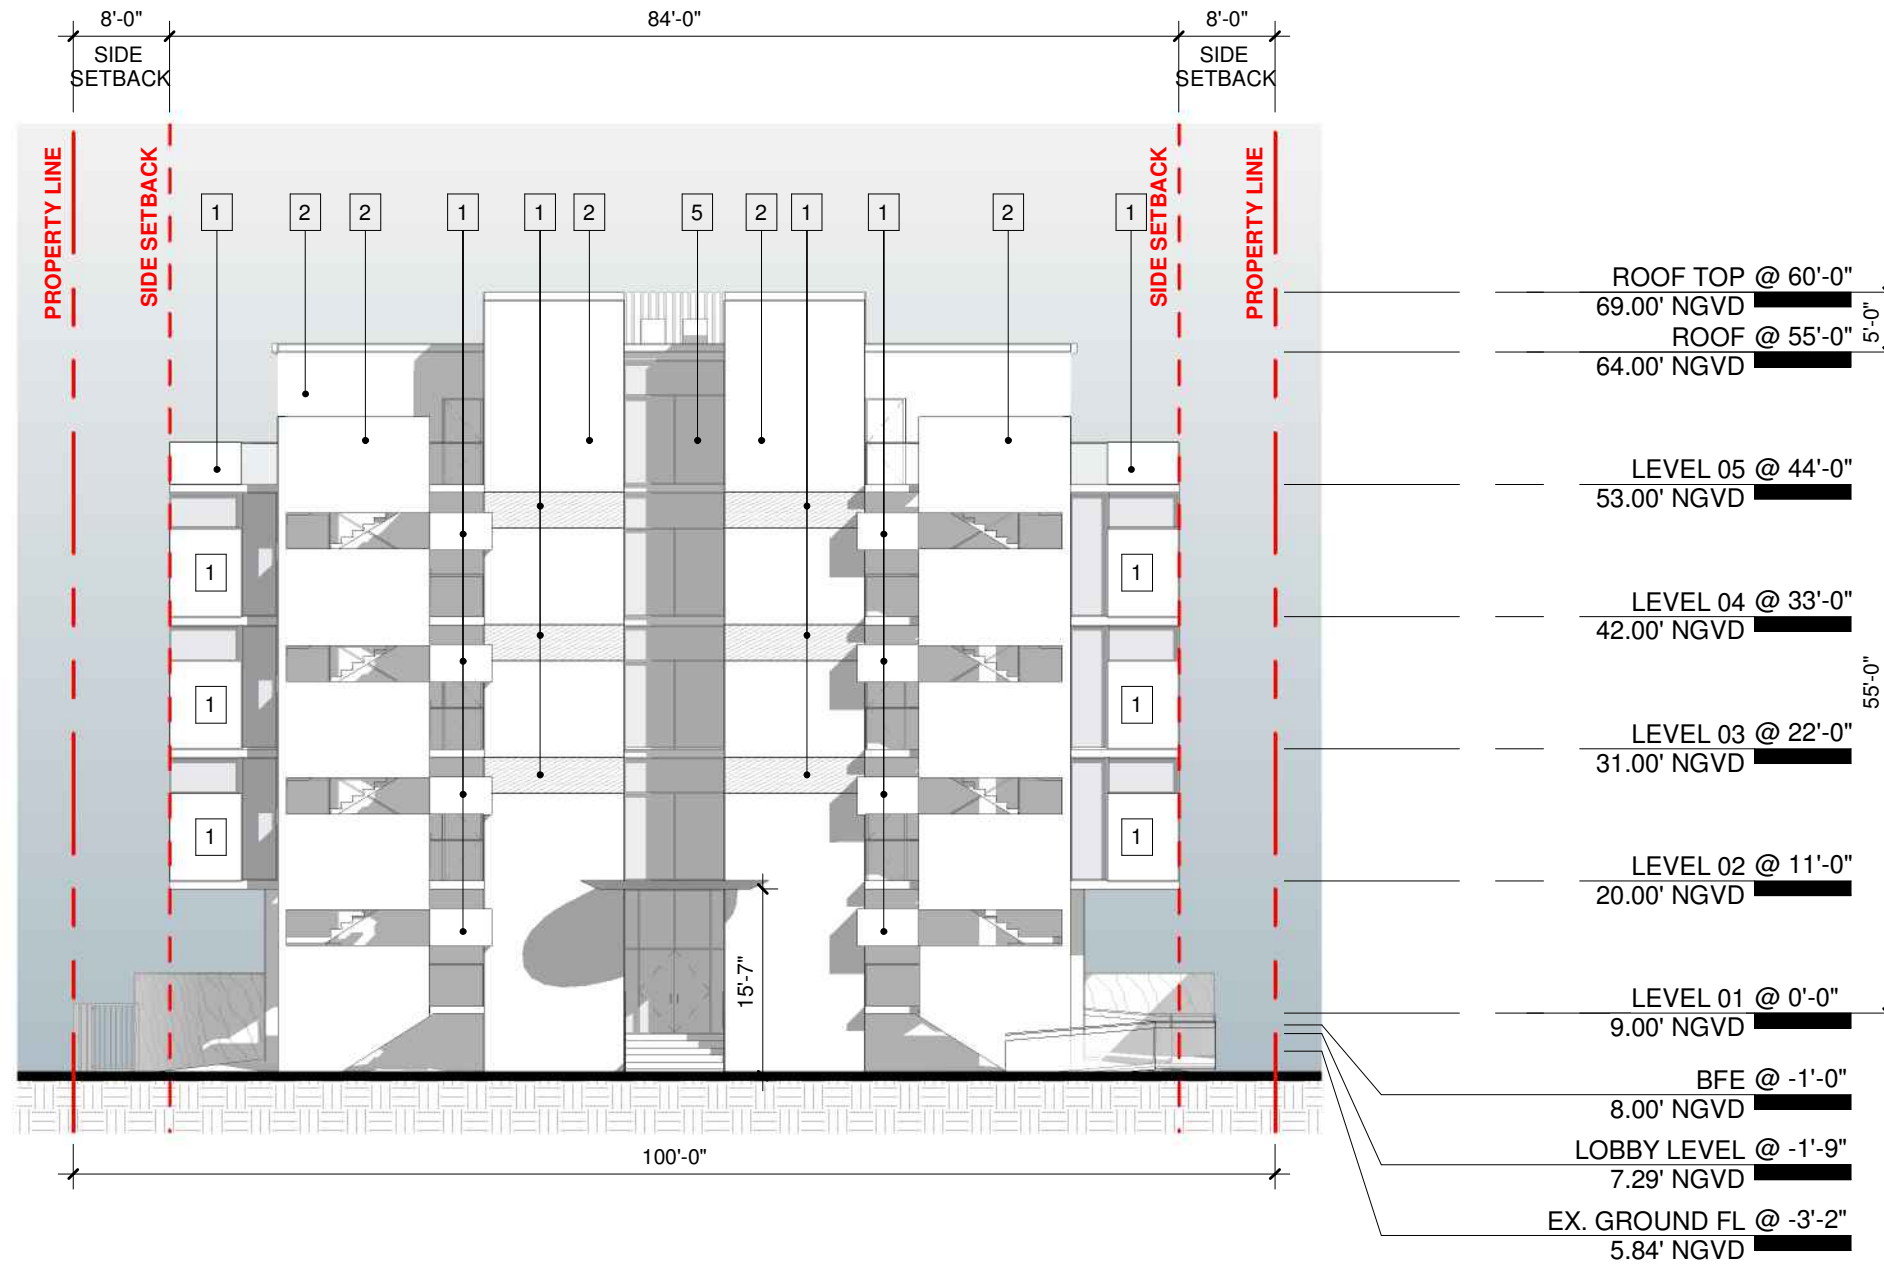 8'-0"
84'-0"
8'-0"
SIDE
SETBACK
SIDE
SETBACK
PROPERTY LINE
SIDE SETBACK
SIDE SETBACK
PROPERTY LINE
1 2 2 1 1 2 5 2 1 1 2 1
ROOF TOP @ 60'-0"
69.00' NGVD
5'-0"
ROOF @ 55'-0"
64.00' NGVD
LEVEL 05 @ 44'-0"
53.00' NGVD
1 1
LEVEL 04 @ 33'-0"
42.00' NGVD
55'-0"
1 1
LEVEL 03 @ 22'-0"
31.00' NGVD
1 1
LEVEL 02 @ 11'-0"
20.00' NGVD
15'-7"
LEVEL 01 @ 0'-0"
9.00' NGVD
BFE @ -1'-0"
8.00' NGVD
100'-0"
LOBBY LEVEL @ -1'-9"
7.29' NGVD
EX. GROUND FL @ -3'-2"
5.84' NGVD